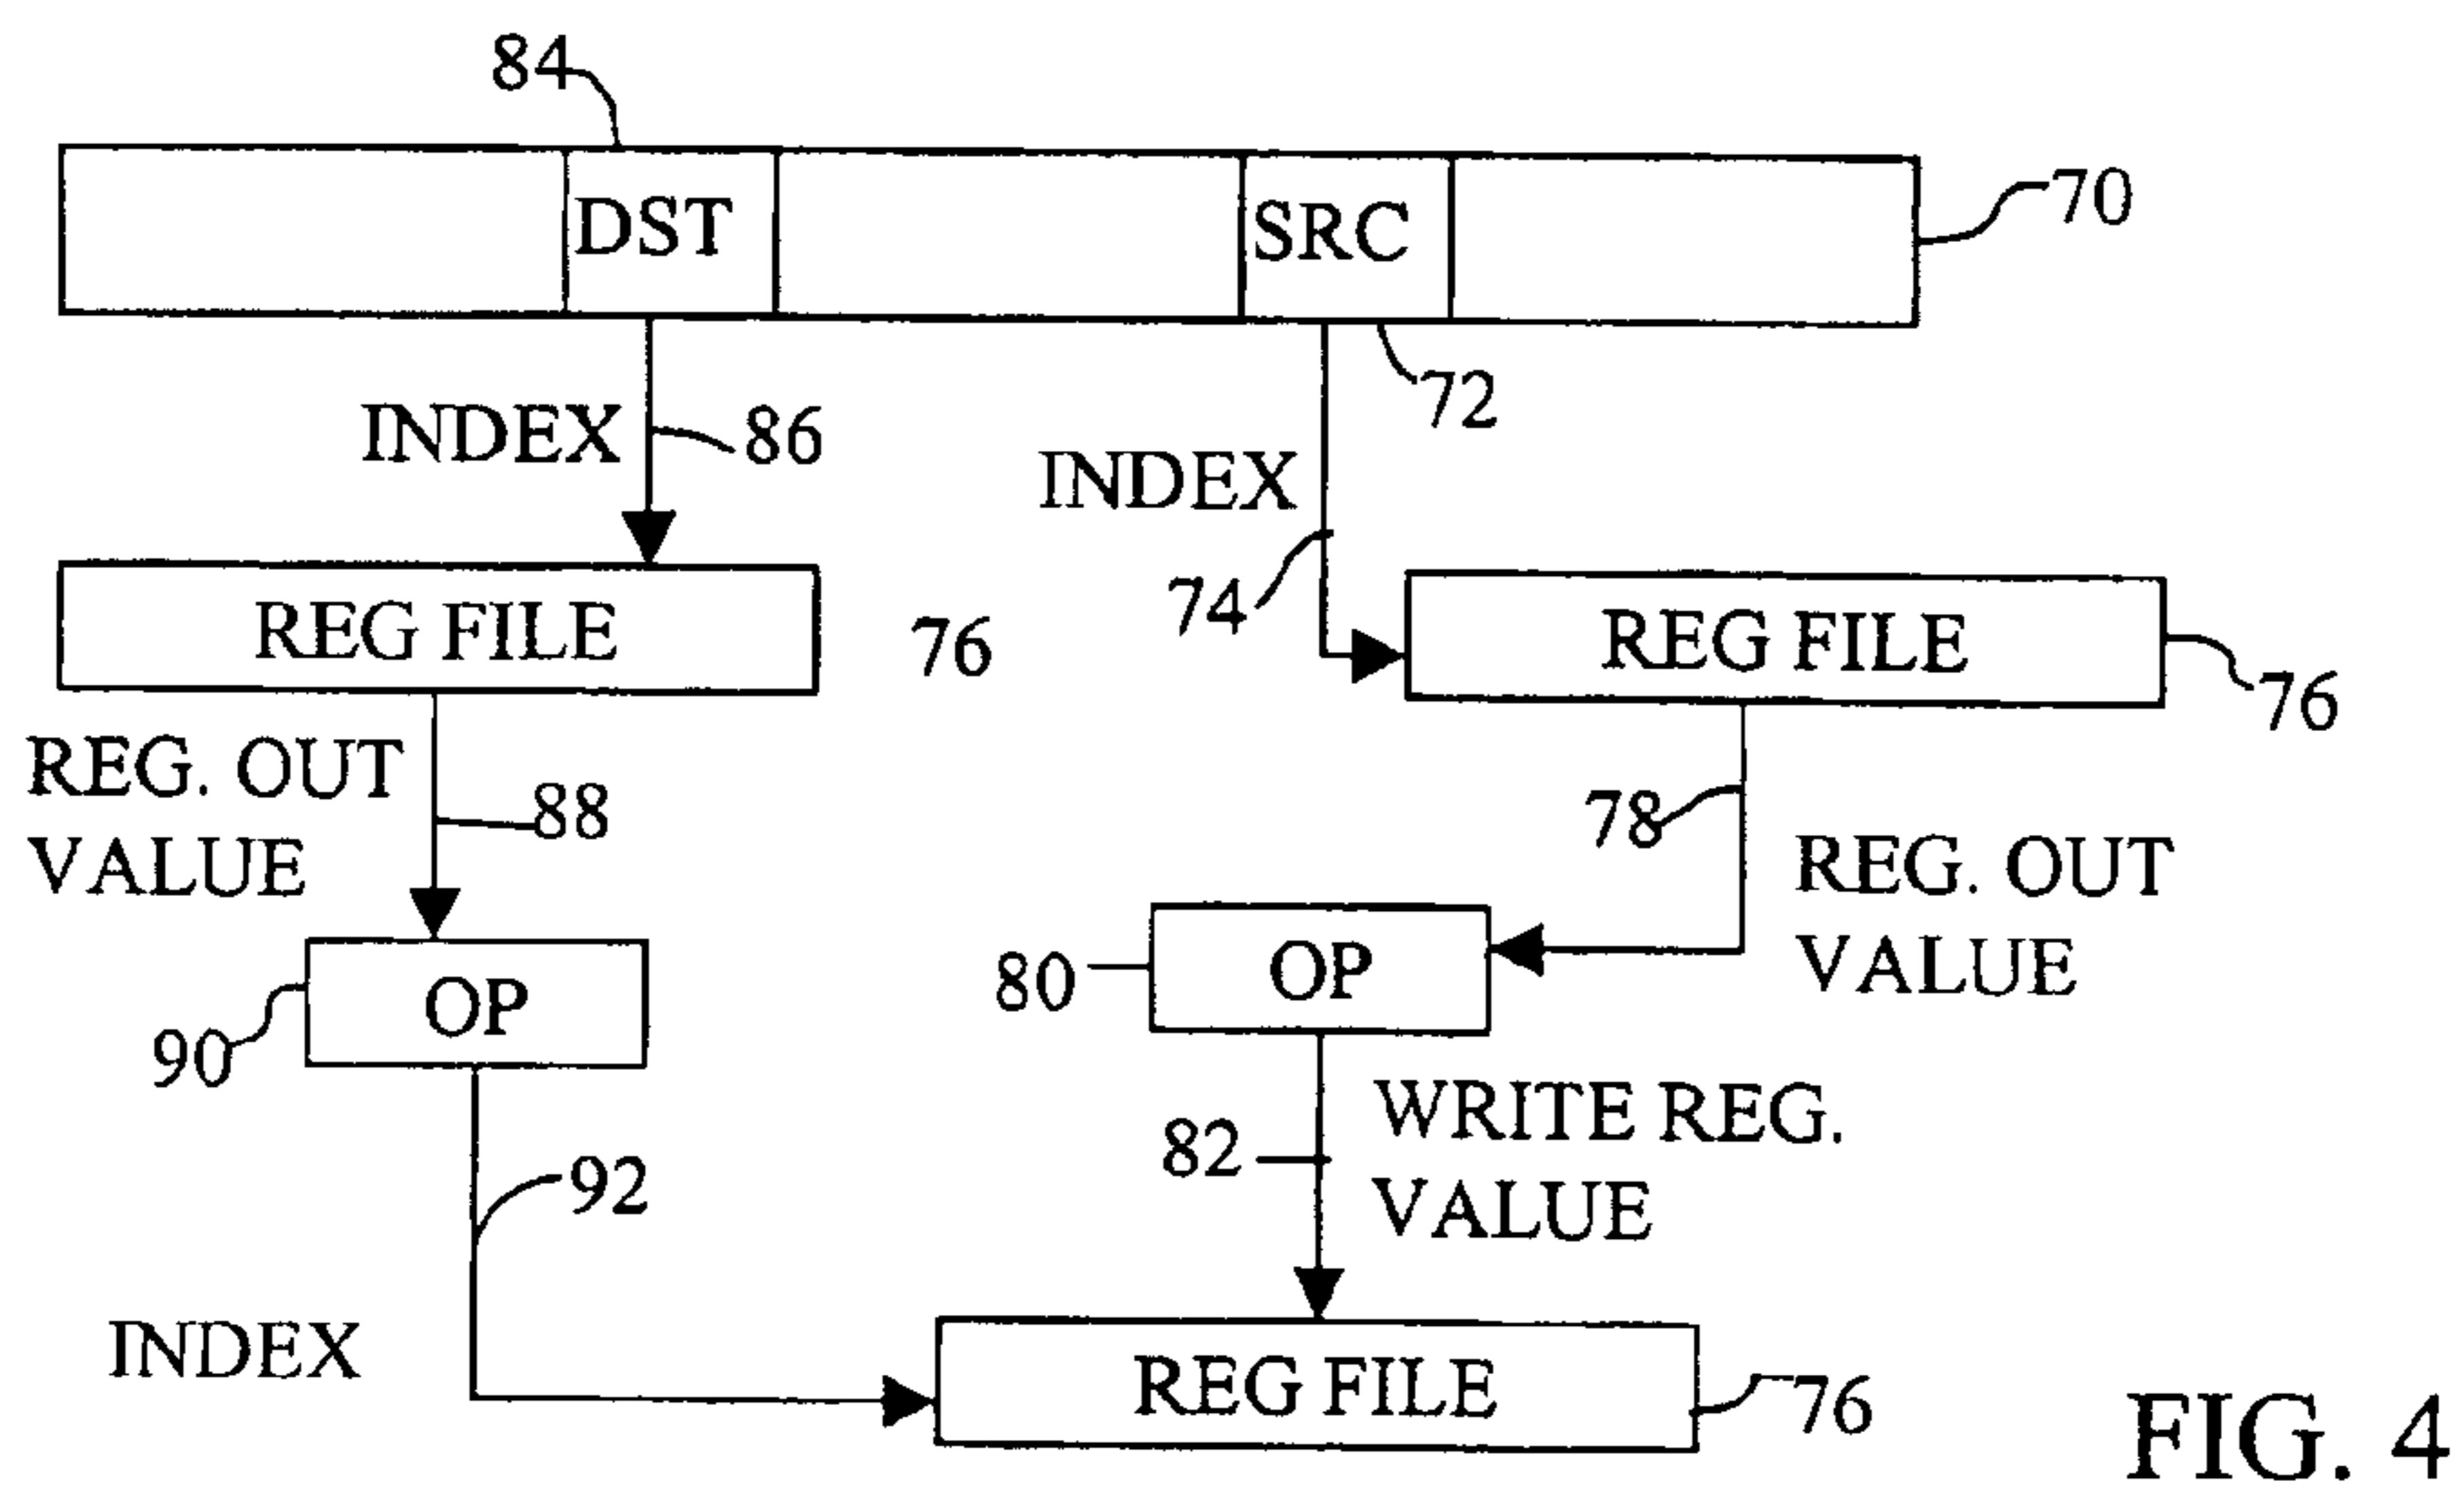 84
DST
SRC
70
72
INDEX
86
INDEX
74
REG FILE
76
REG FILE
76
REG. OUT
VALUE
88
78
REG. OUT
VALUE
OP
90
80
OP
WRITE REG.
VALUE
82
92
INDEX
REG FILE
76
FIG. 4